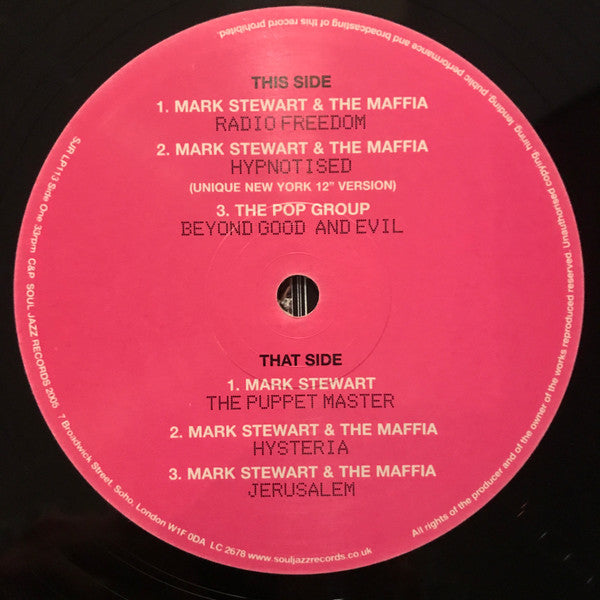 THIS SIDE
1. MARK STEWART & THE MAFFIA
RADIO FREEDOM
2. MARK STEWART & THE MAFFIA
HYPNOTISED
(UNIQUE NEW YORK 12" VERSION)
3. THE POP GROUP
BEYOND GOOD AND EVIL
THAT SIDE
1. MARK STEWART
THE PUPPET MASTER
2. MARK STEWART & THE MAFFIA
HYSTERIA
3. MARK STEWART & THE MAFFIA
JERUSALEM
SJR LP113 Side One 33rpm C&P SOUL JAZZ RECORDS 2005 7 Broadwick Street, Soho, London W1F 0DA LC 2678 www.souljazzrecords.co.uk
All rights of the producer and of the owner of the works reproduced reserved. Unauthorised copying, hiring, lending, public performance and broadcasting of this record prohibited.